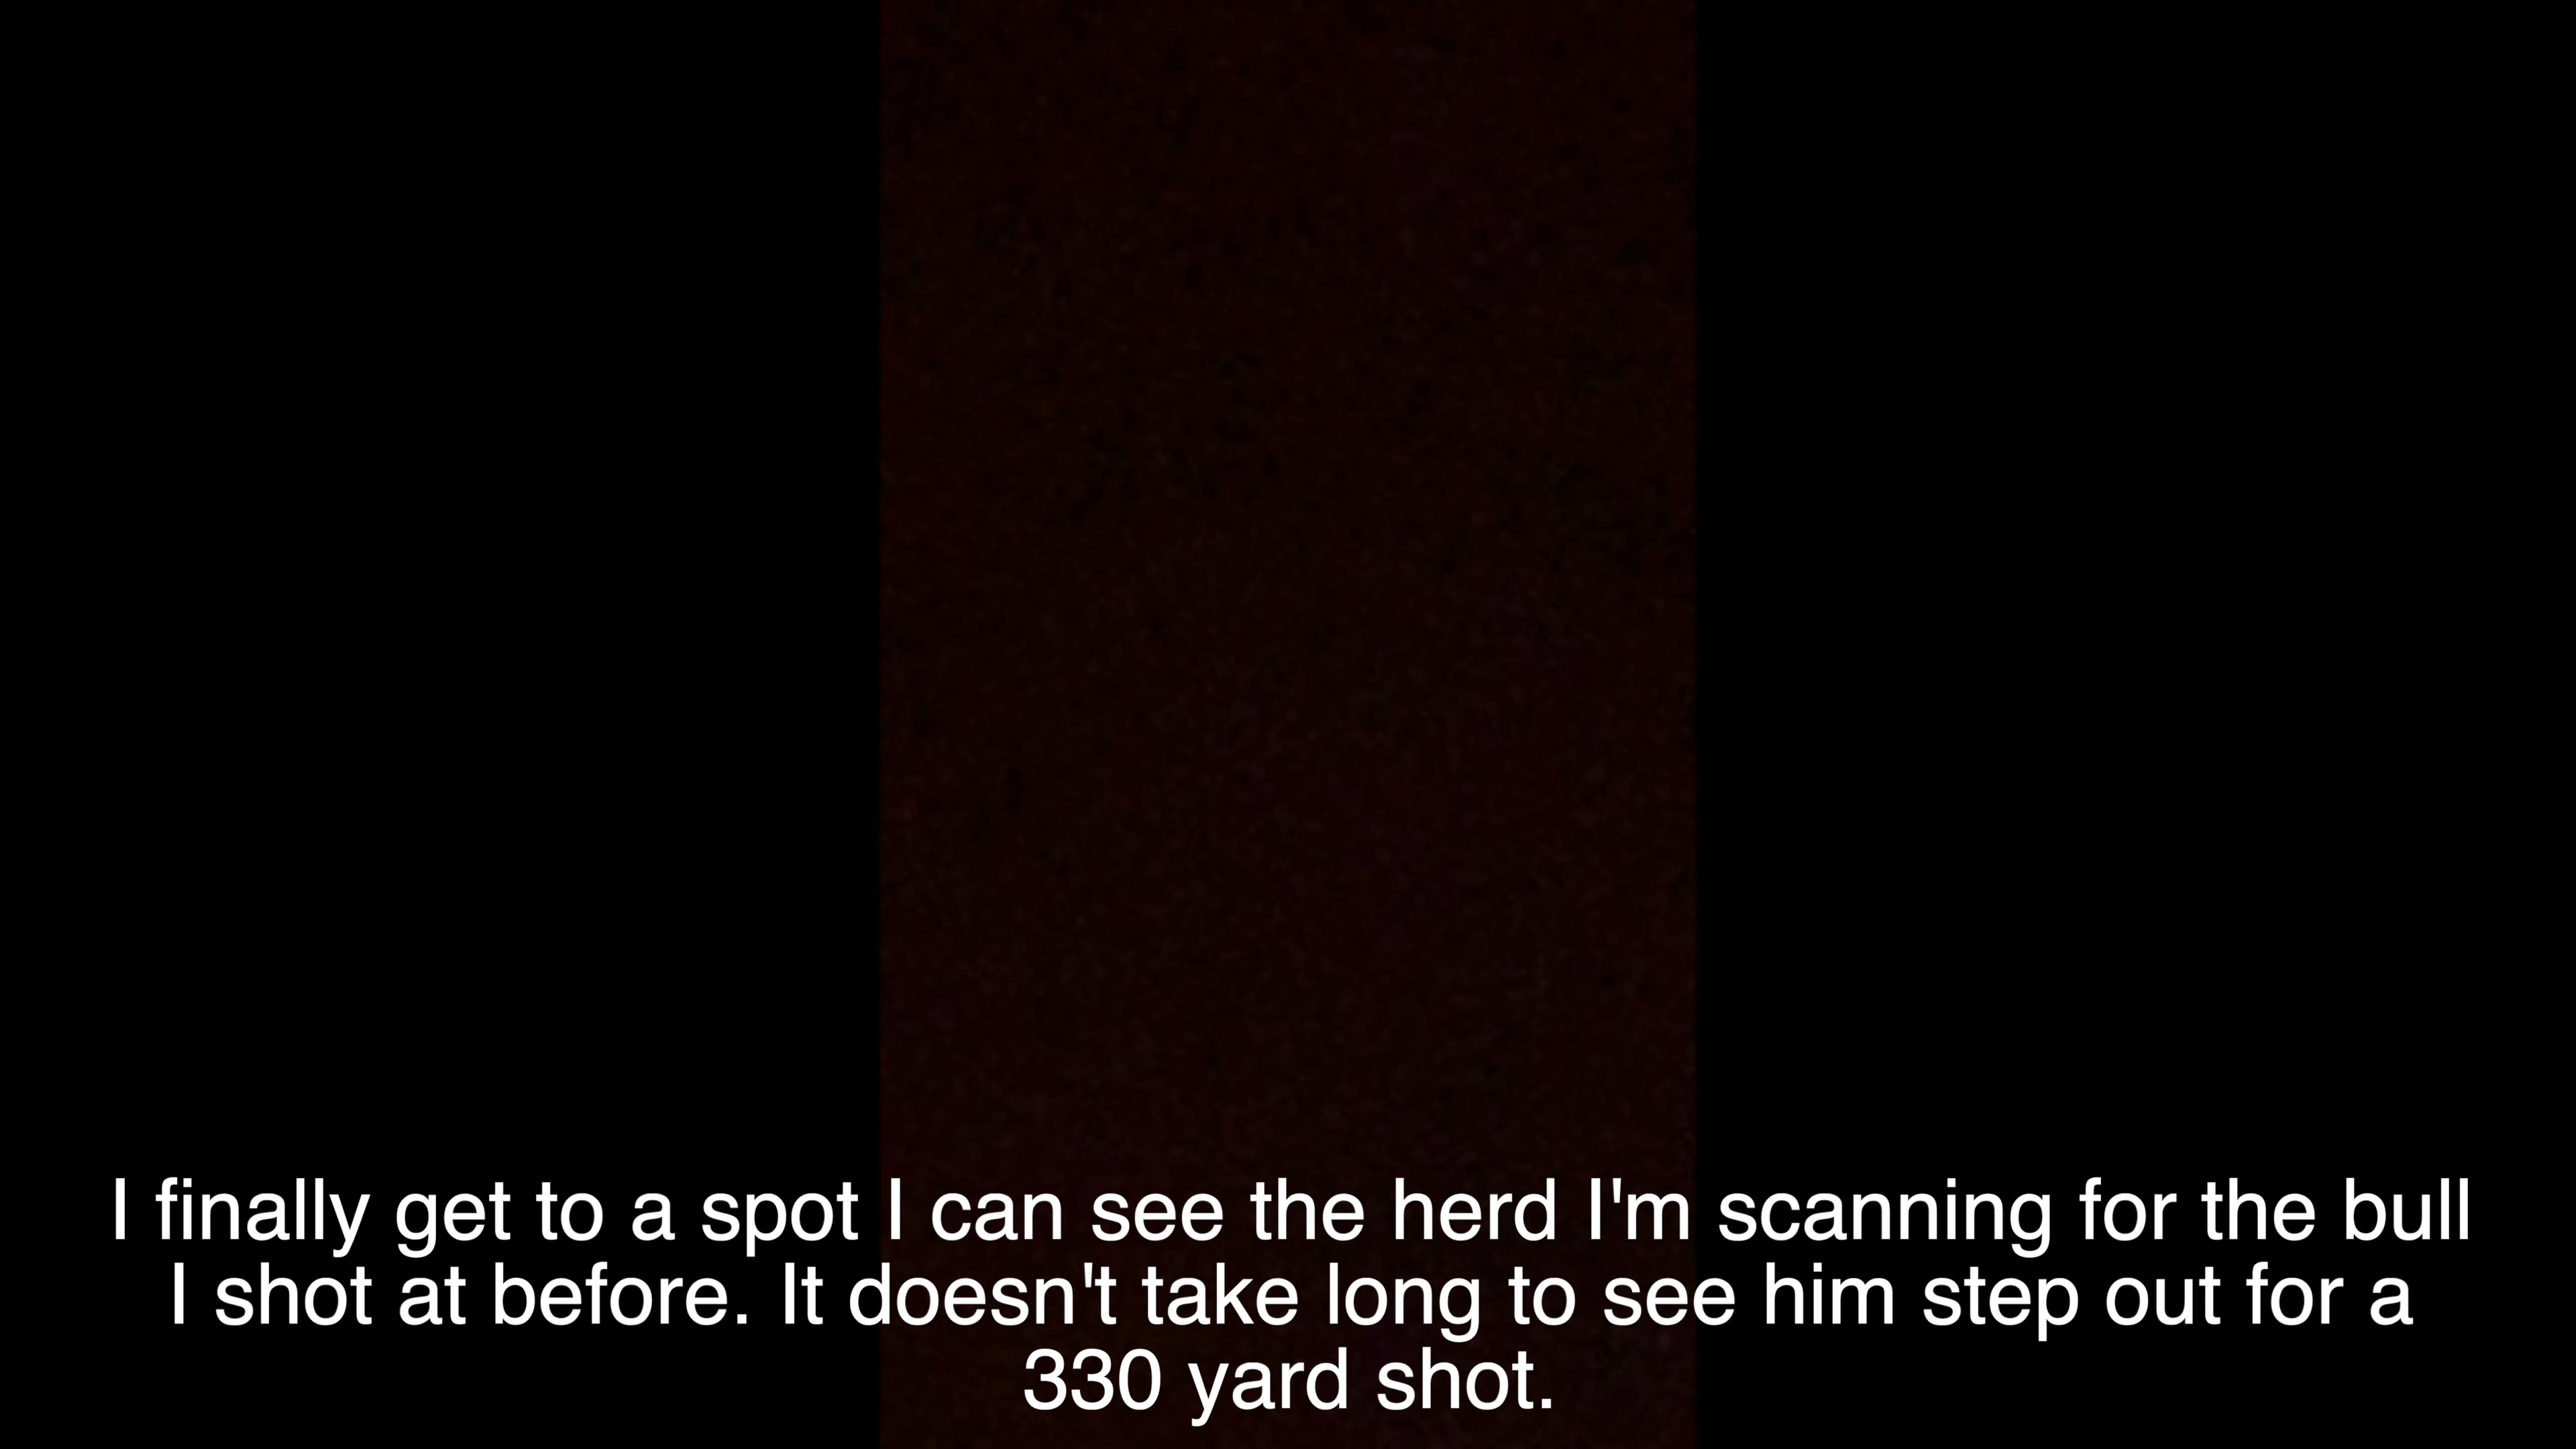 I finally get to a spot I can see the herd I'm scanning for the bull
I shot at before. It doesn't take long to see him step out for a
330 yard shot.